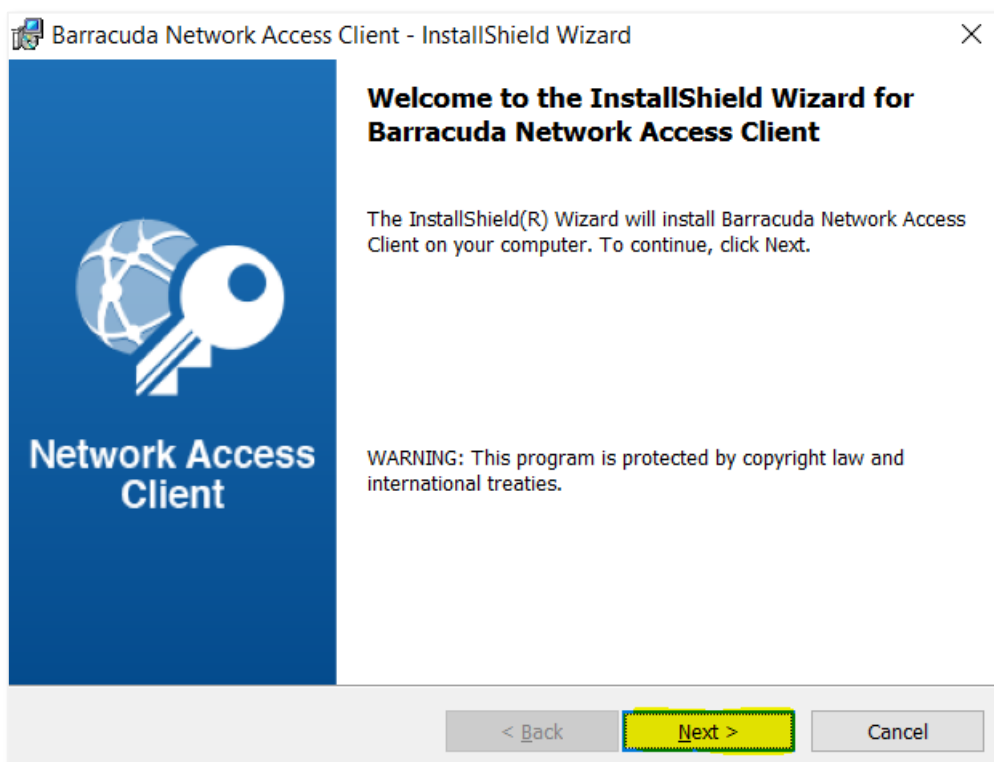 Barracuda Network Access Client - InstallShield Wizard
Welcome to the InstallShield Wizard for
Barracuda Network Access Client
The InstallShield(R) Wizard will install Barracuda Network Access
Client on your computer. To continue, click Next.
Network Access
Client
WARNING: This program is protected by copyright law and
international treaties.
< Back
Next >
Cancel